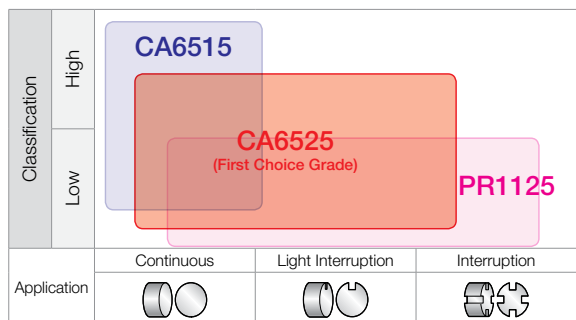 Classification
High
Low
CA6515
CA6525
(First Choice Grade)
PR1125
Application
Continuous
Light Interruption
Interruption